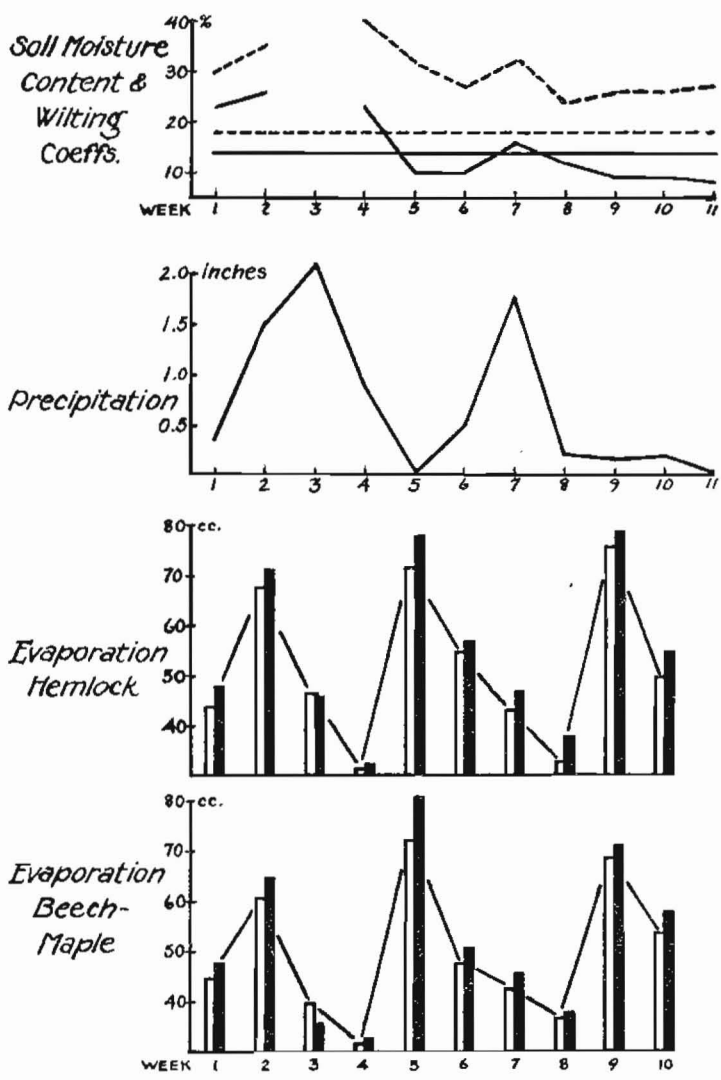 Soil Moisture
Content &
Wilting
Coeffs.
40 %
30
20
10
WEEK 1 2 3 4 5 6 7 8 9 10 11
Precipitation
2.0 inches
1.5
1.0
0.5
1 2 3 4 5 6 7 8 9 10 11
Evaporation
Hemlock
80 cc.
70
60
50
40
Evaporation
Beech-
Maple
80 cc.
70
60
50
40
WEEK 1 2 3 4 5 6 7 8 9 10